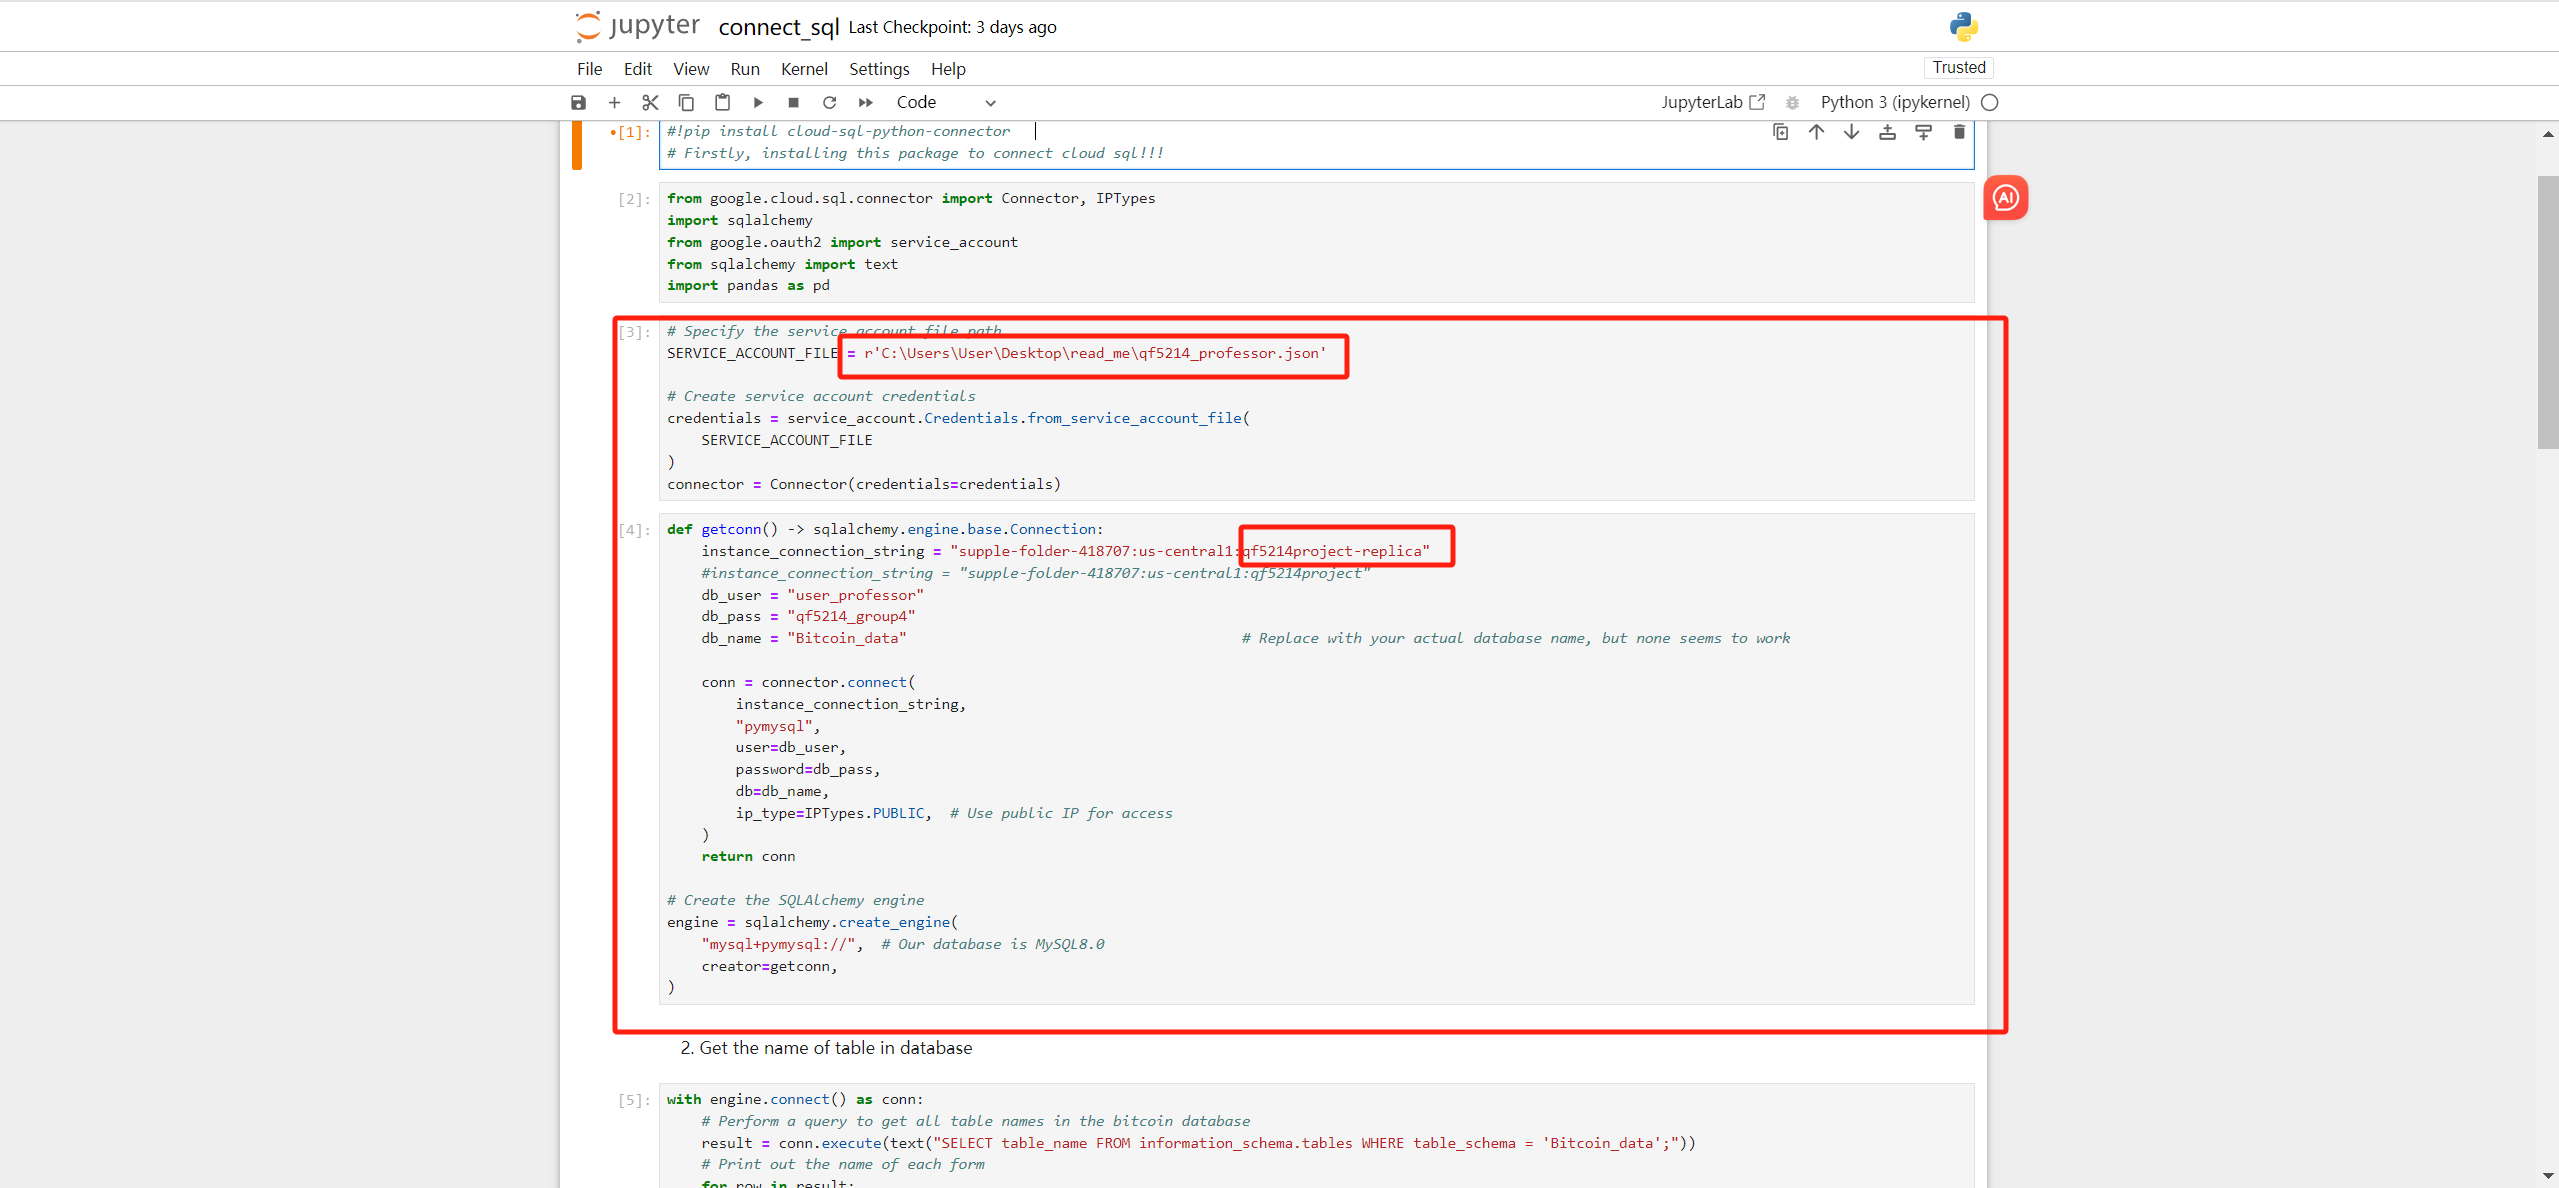 jupyter connect_sql Last Checkpoint: 3 days ago
File Edit View Run Kernel Settings Help Trusted
Code JupyterLab Python 3 (ipykernel)
[1]: #!pip install cloud-sql-python-connector
# Firstly, installing this package to connect cloud sql!!!
AI
[2]: from google.cloud.sql.connector import Connector, IPTypes
import sqlalchemy
from google.oauth2 import service_account
from sqlalchemy import text
import pandas as pd
[3]: # Specify the service account file path
SERVICE_ACCOUNT_FILE = r'C:\Users\User\Desktop\read_me\qf5214_professor.json'
# Create service account credentials
credentials = service_account.Credentials.from_service_account_file(
    SERVICE_ACCOUNT_FILE
)
connector = Connector(credentials=credentials)
[4]: def getconn() -> sqlalchemy.engine.base.Connection:
    instance_connection_string = "supple-folder-418707:us-central1:qf5214project-replica"
    #instance_connection_string = "supple-folder-418707:us-central1:qf5214project"
    db_user = "user_professor"
    db_pass = "qf5214_group4"
    db_name = "Bitcoin_data" # Replace with your actual database name, but none seems to work
    conn = connector.connect(
        instance_connection_string,
        "pymysql",
        user=db_user,
        password=db_pass,
        db=db_name,
        ip_type=IPTypes.PUBLIC,  # Use public IP for access
    )
    return conn
# Create the SQLAlchemy engine
engine = sqlalchemy.create_engine(
    "mysql+pymysql://",  # Our database is MySQL8.0
    creator=getconn,
)
2. Get the name of table in database
[5]: with engine.connect() as conn:
    # Perform a query to get all table names in the bitcoin database
    result = conn.execute(text("SELECT table_name FROM information_schema.tables WHERE table_schema = 'Bitcoin_data';"))
    # Print out the name of each form
    for row in result: